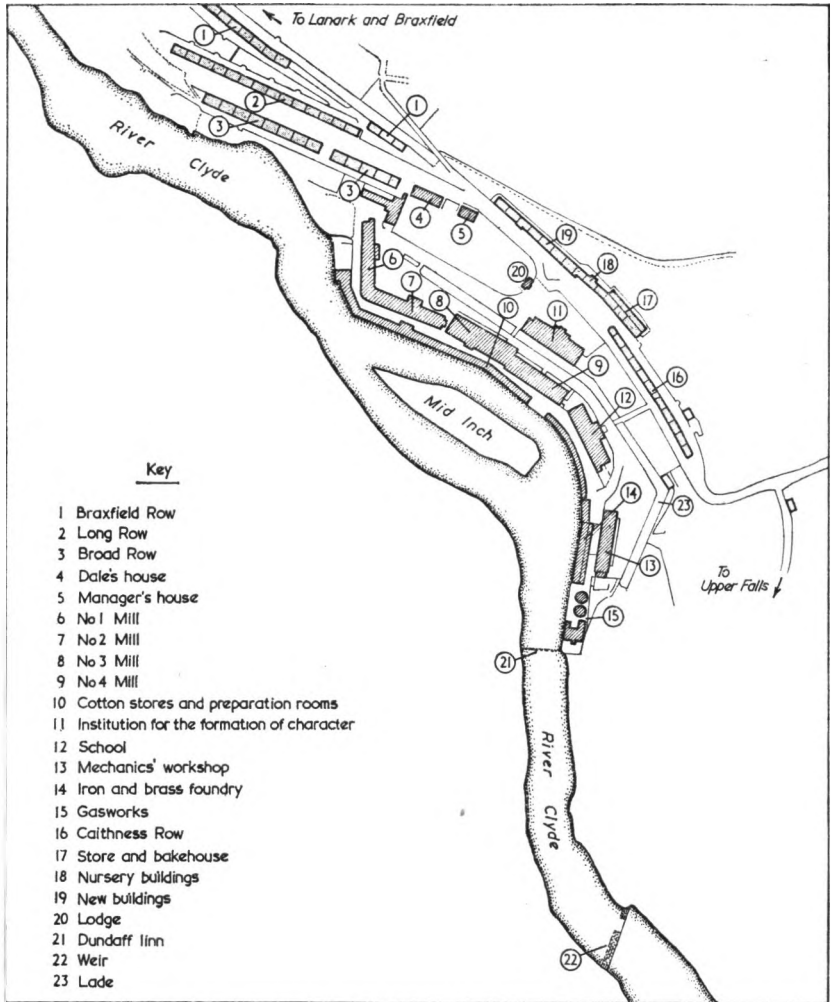 To Lanark and Braxfield
1
2
1
3
River
Clyde
3
4
5
19
18
20
17
6
7
8
10
11
9
16
12
Mid Inch
14
23
13
To
Upper Falls
15
21
River
Clyde
22
Key
1 Braxfield Row
2 Long Row
3 Broad Row
4 Dale's house
5 Manager's house
6 No 1 Mill
7 No 2 Mill
8 No 3 Mill
9 No 4 Mill
10 Cotton stores and preparation rooms
11 Institution for the formation of character
12 School
13 Mechanics' workshop
14 Iron and brass foundry
15 Gasworks
16 Caithness Row
17 Store and bakehouse
18 Nursery buildings
19 New buildings
20 Lodge
21 Dundaff linn
22 Weir
23 Lade